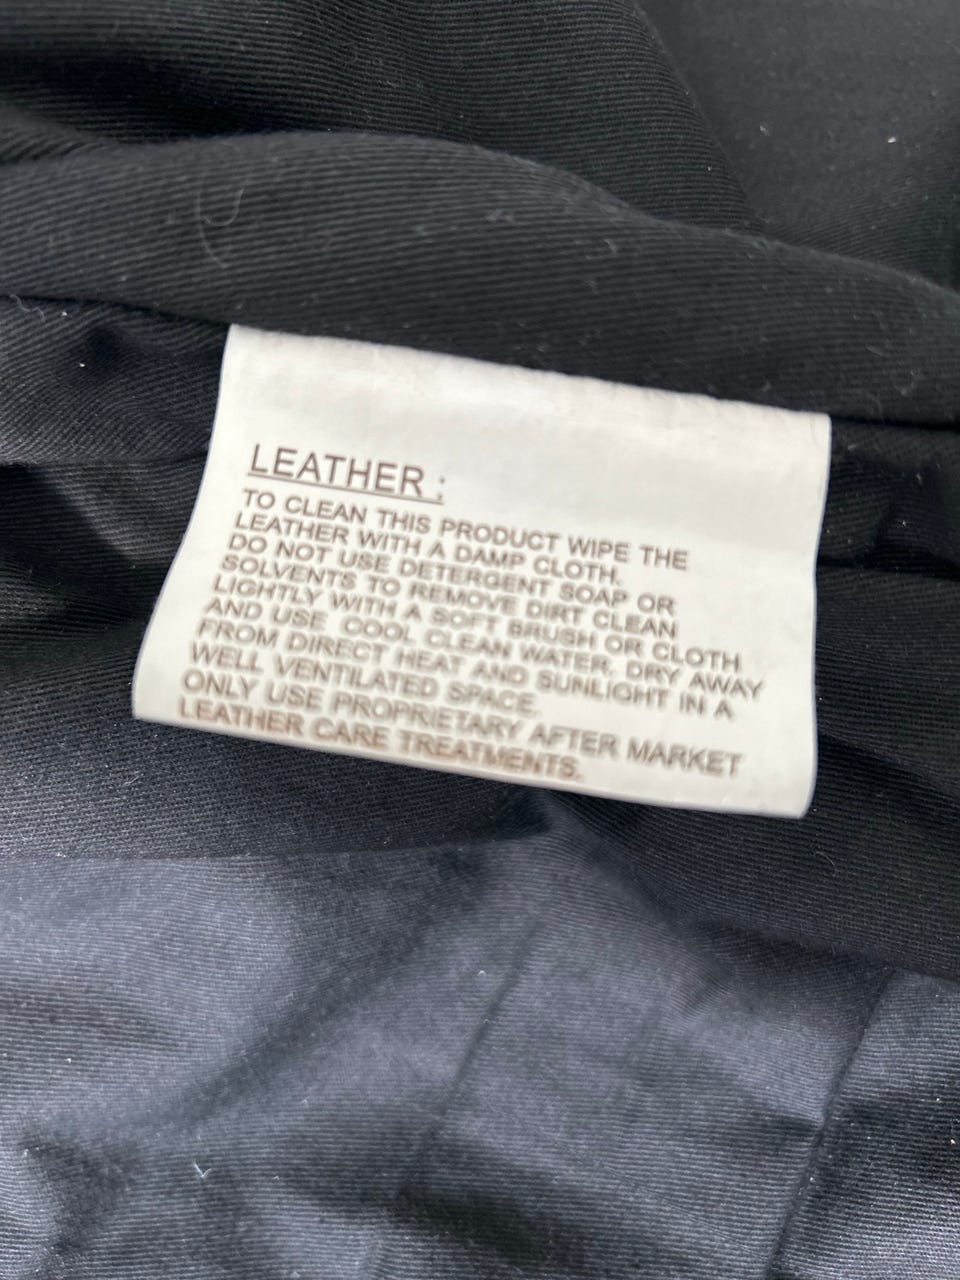 LEATHER :
TO CLEAN THIS PRODUCT WIPE THE
LEATHER WITH A DAMP CLOTH.
DO NOT USE DETERGENT SOAP OR
SOLVENTS TO REMOVE DIRT CLEAN
LIGHTLY WITH A SOFT BRUSH OR CLOTH
AND USE COOL CLEAN WATER. DRY AWAY
FROM DIRECT HEAT AND SUNLIGHT IN A
WELL VENTILATED SPACE.
ONLY USE PROPRIETARY AFTER MARKET
LEATHER CARE TREATMENTS.